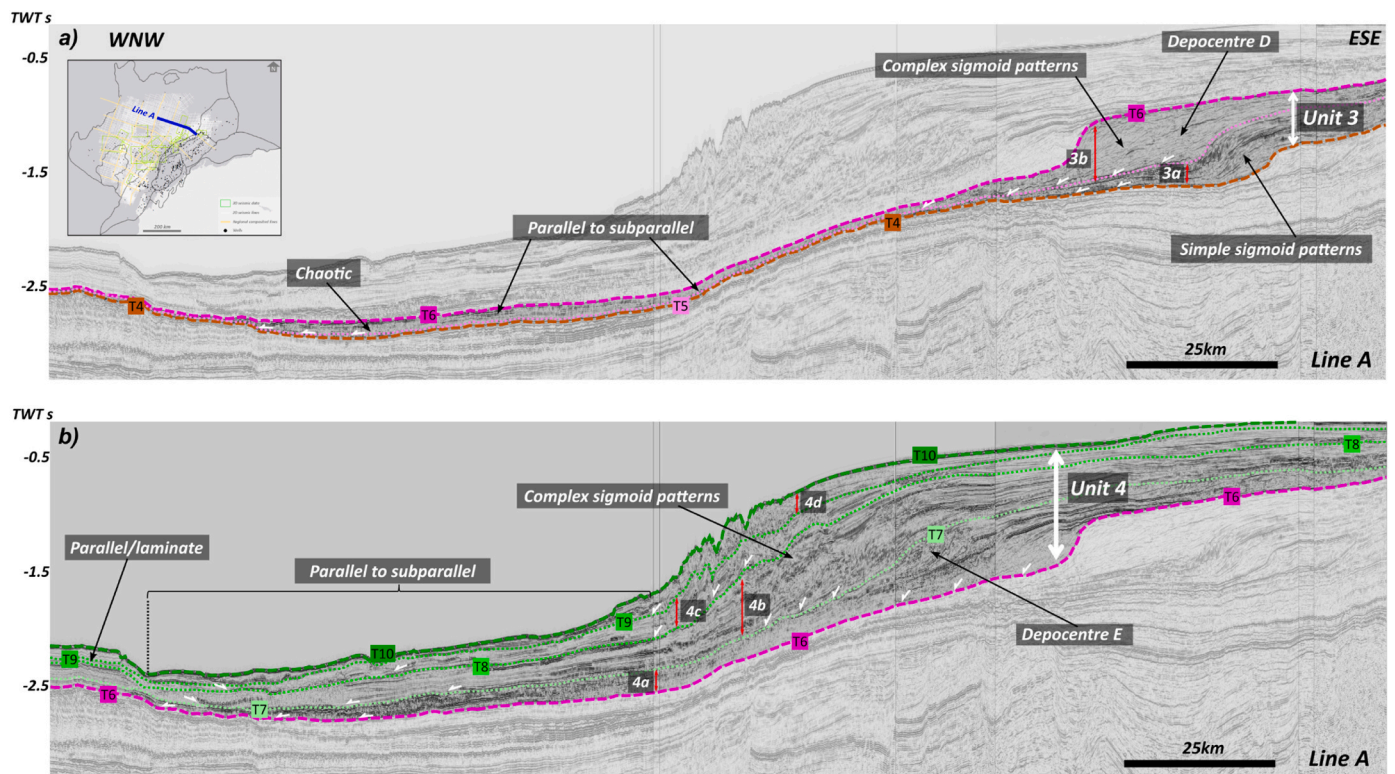 TWT s
a)
WNW
ESE
-0.5
Depocentre D
Complex sigmoid patterns
Line A
T6
Unit 3
-1.5
3b
3a
Parallel to subparallel
T4
Simple sigmoid patterns
Chaotic
-2.5
T4
T6
T5
25km
Line A
TWT s
b)
-0.5
T10
T8
Complex sigmoid patterns
4d
Unit 4
T6
Parallel/laminate
T7
-1.5
Parallel to subparallel
4c
4b
T9
T6
Depocentre E
T9
T10
T8
4a
-2.5
T6
T7
25km
Line A